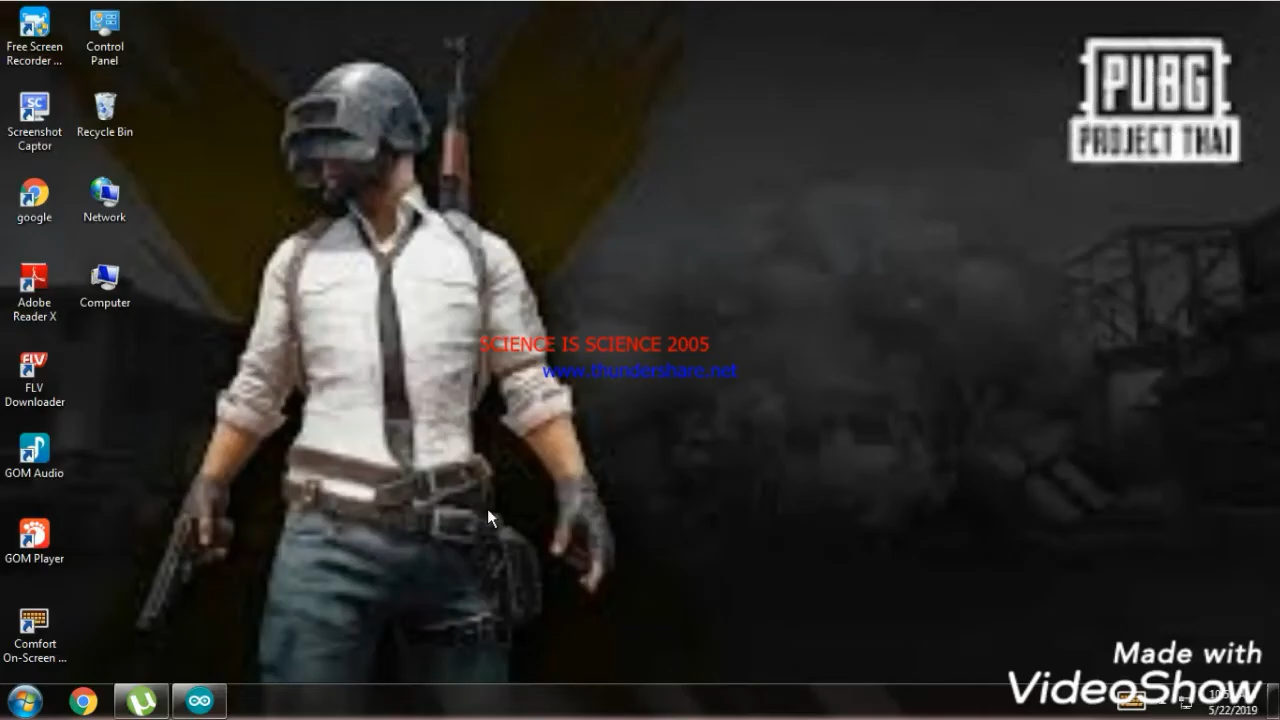 Free Screen
Recorder ...
Control
Panel
SC
Screenshot
Captor
Recycle Bin
google
Network
Adobe
Reader X
Computer
FLV
FLV
Downloader
GOM Audio
GOM Player
Comfort
On-Screen ...
PUBG
PROJECT THAI
SCIENCE IS SCIENCE 2005
www.thundershare.net
Made with
VideoShow
5/22/2019